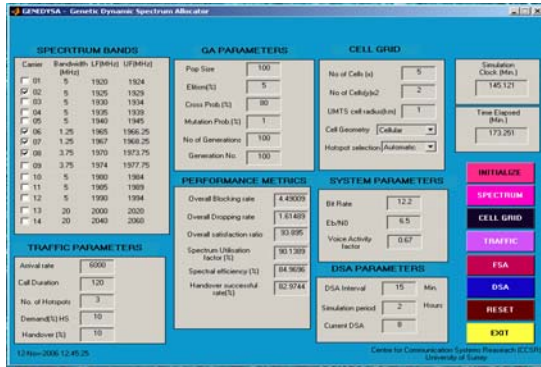 GENEDYSA - Genetic Dynamic Spectrum Allocator
SPECRTRUM BANDS
Carrier Bandwidth (MHz) LF(MHz) UF(MHz)
01 5 1920 1924
02 5 1925 1929
03 5 1930 1934
04 5 1935 1939
05 5 1940 1945
06 1.25 1965 1966.25
07 1.25 1967 1968.25
08 3.75 1970 1973.75
09 3.75 1974 1977.75
10 5 1980 1984
11 5 1985 1989
12 5 1990 1994
13 20 2000 2020
14 20 2040 2060
TRAFFIC PARAMETERS
Arrival rate 6000
Call Duration 120
No. of Hotspots 3
Demand(%) HS 10
Handover (%) 10
12-Nov-2006 12:45:25
GA PARAMETERS
Pop Size 100
Elitism(%) 5
Cross Prob.(%) 80
Mutation Prob.(%) 1
No of Generations 100
Generation No. 100
PERFORMANCE METRICS
Overall Blocking rate 4.49009
Overall Dropping rate 1.61489
Overall satisfaction ratio 93.895
Spectrum Utilisation factor (%) 90.1389
Spectral efficiency (%) 84.9696
Handover successful rate(%) 82.9744
CELL GRID
No of Cells (x) 5
No of Cells(y)x2 2
UMTS cell radius(km) 1
Cell Geometry Cellular
Hotspot selection Automatic
SYSTEM PARAMETERS
Bit Rate 12.2
Eb/N0 6.5
Voice Activity factor 0.67
DSA PARAMETERS
DSA Interval 15 Min.
Simulation period 2 Hours
Current DSA 8
Simulation Clock (Min.)
145.121
Time Elapsed (Min.)
173.251
INITIALIZE
SPECTRUM
CELL GRID
TRAFFIC
FSA
DSA
RESET
EXIT
Centre for Communication Systems Research (CCSR)
University of Surrey